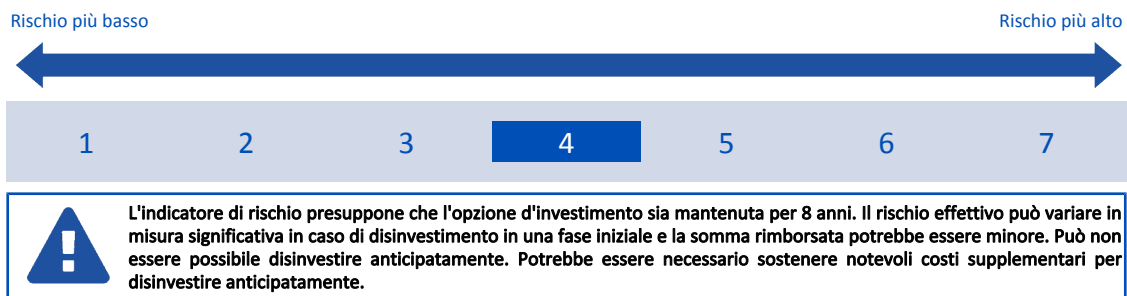 Rischio più basso Rischio più alto
1 2 3 4 5 6 7
L'indicatore di rischio presuppone che l'opzione d'investimento sia mantenuta per 8 anni. Il rischio effettivo può variare in
misura significativa in caso di disinvestimento in una fase iniziale e la somma rimborsata potrebbe essere minore. Può non
essere possibile disinvestire anticipatamente. Potrebbe essere necessario sostenere notevoli costi supplementari per
disinvestire anticipatamente.